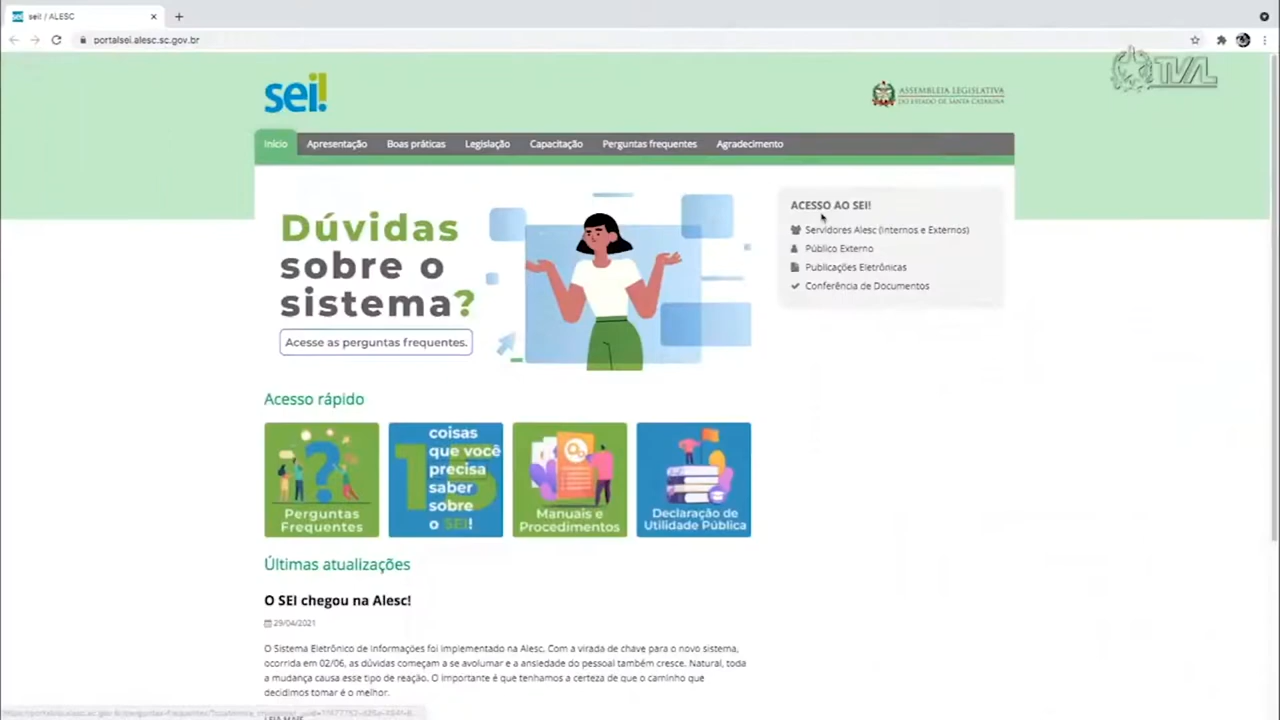 seil / ALESC
portalsei.alesc.sc.gov.br
TVAL
sei!
ASSEMBLEIA LEGISLATIVA
DO ESTADO DE SANTA CATARINA
Início Apresentação Boas práticas Legislação Capacitação Perguntas frequentes Agradecimento
Dúvidas
sobre o
sistema?
Acesse as perguntas frequentes.
ACESSO AO SEI!
Servidores Alesc (Internos e Externos)
Público Externo
Publicações Eletrônicas
Conferência de Documentos
Acesso rápido
?
Perguntas
Frequentes
15
coisas
que você
precisa
saber
sobre
o SEI!
Manuais e
Procedimentos
Declaração de
Utilidade Pública
Últimas atualizações
O SEI chegou na Alesc!
29/04/2021
O Sistema Eletrônico de Informações foi implementado na Alesc. Com a virada de chave para o novo sistema,
ocorrida em 02/06, as dúvidas começam a se avolumar e a ansiedade do pessoal também cresce. Natural, toda
a mudança causa esse tipo de reação. O importante é que tenhamos a certeza de que o caminho que
decidimos tomar é o melhor.
LEIA MAIS